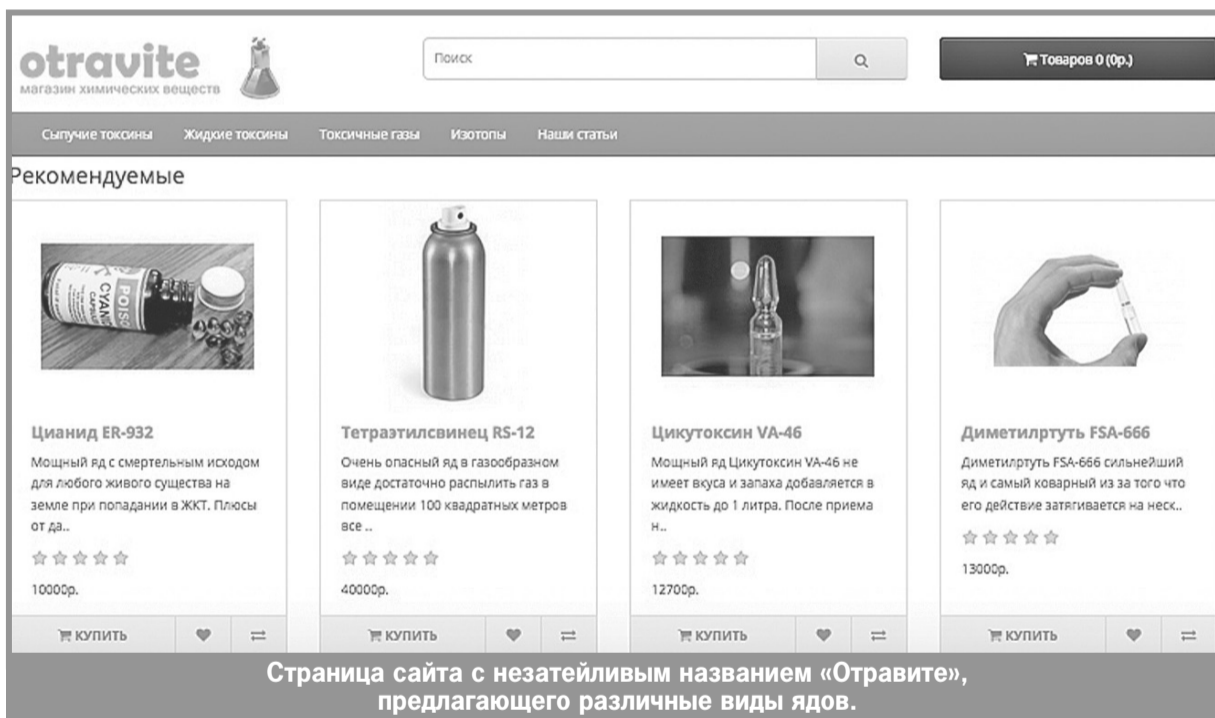 otravite
магазин химических веществ
Поиск
Товаров 0 (0р.)
Сыпучие токсины Жидкие токсины Токсичные газы Изотопы Наши статьи
Рекомендуемые
POISO
CYANI
CAPSUL
Цианид ER-932
Мощный яд с смертельным исходом
для любого живого существа на
земле при попадании в ЖКТ. Плюсы
от да..
10000р.
КУПИТЬ
Тетраэтилсвинец RS-12
Очень опасный яд в газообразном
виде достаточно распылить газ в
помещении 100 квадратных метров
все ..
40000р.
КУПИТЬ
Цикутоксин VA-46
Мощный яд Цикутоксин VA-46 не
имеет вкуса и запаха добавляется в
жидкость до 1 литра. После приема
н..
12700р.
КУПИТЬ
Диметилртуть FSA-666
Диметилртуть FSA-666 сильнейший
яд и самый коварный из за того что
его действие затягивается на неск..
13000р.
КУПИТЬ
Страница сайта с незатейливым названием «Отравите»,
предлагающего различные виды ядов.